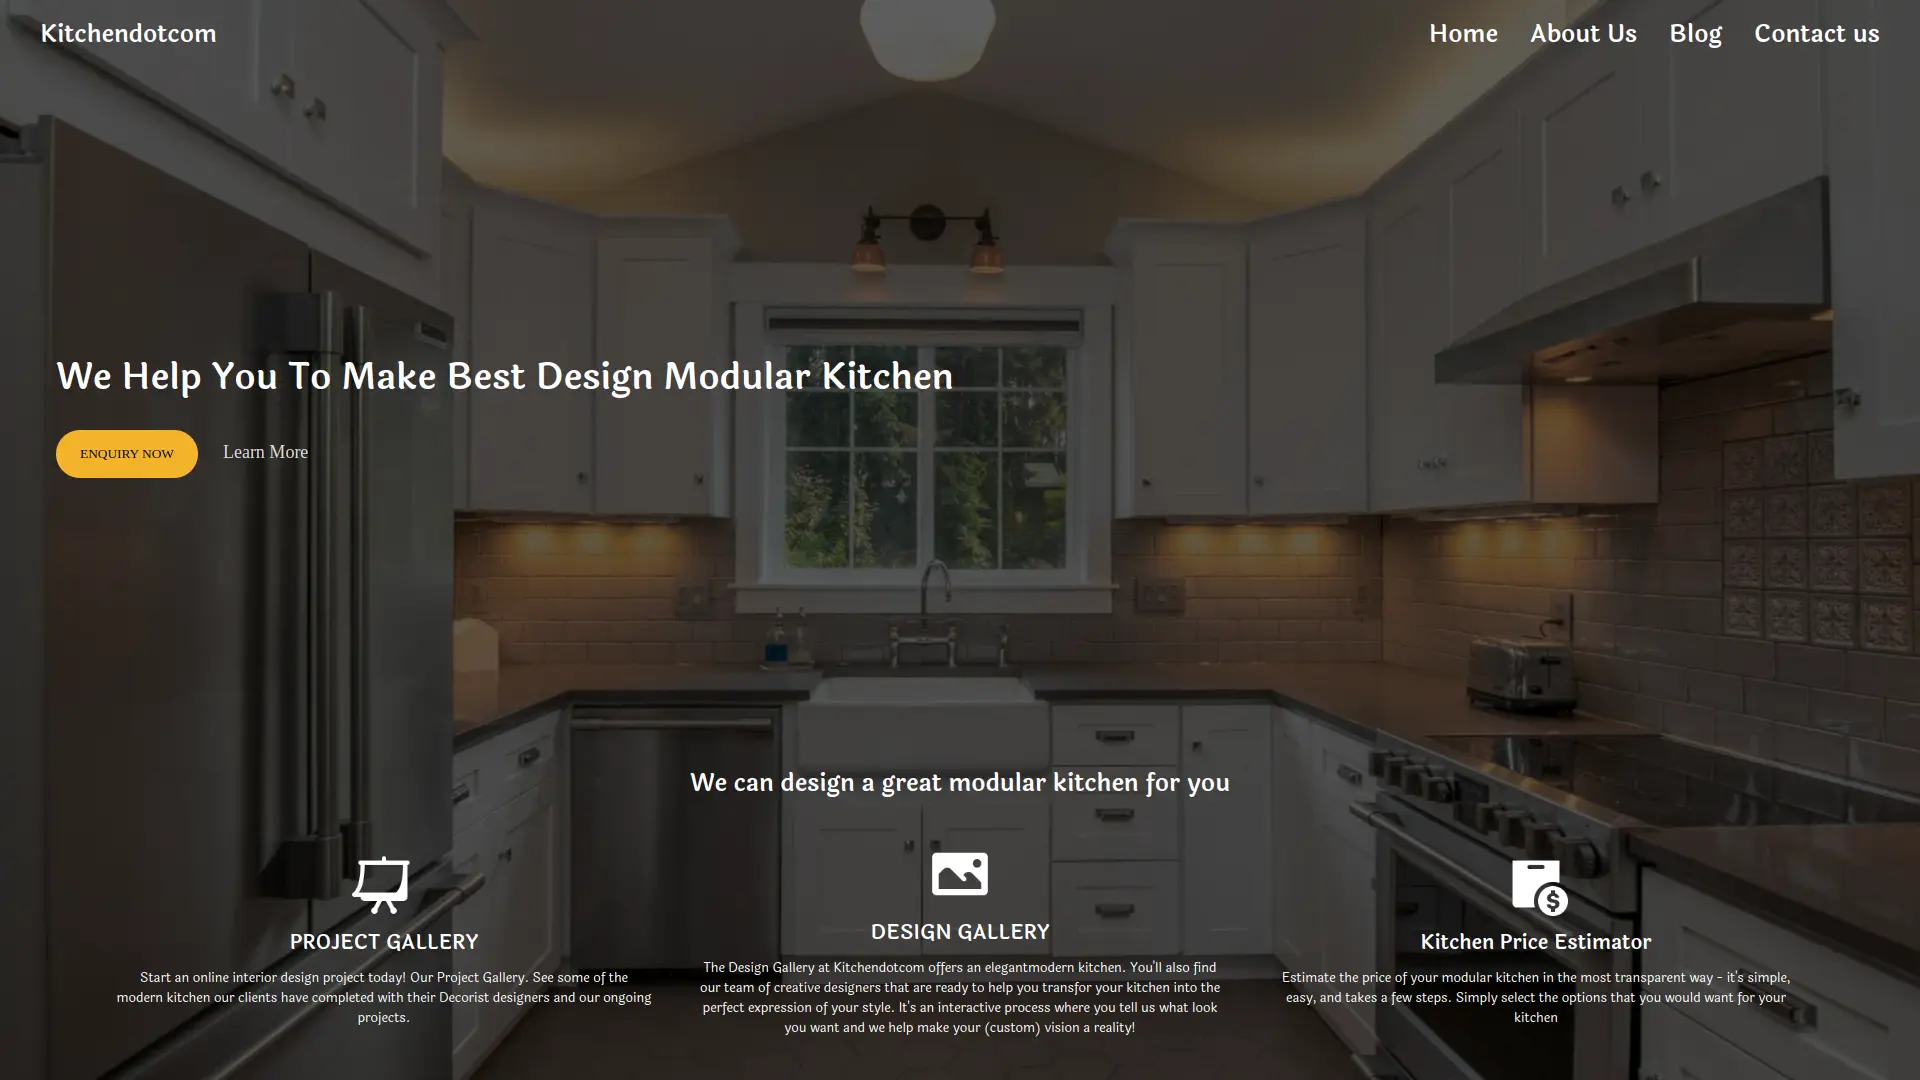 Kitchendotcom
Home
About Us
Blog
Contact us
We Help You To Make Best Design Modular Kitchen
ENQUIRY NOW
Learn More
We can design a great modular kitchen for you
PROJECT GALLERY
Start an online interior design project today! Our Project Gallery. See some of the
modern kitchen our clients have completed with their Decorist designers and our ongoing
projects.
DESIGN GALLERY
The Design Gallery at Kitchendotcom offers an elegantmodern kitchen. You'll also find
our team of creative designers that are ready to help you transfor your kitchen into the
perfect expression of your style. It's an interactive process where you tell us what look
you want and we help make your (custom) vision a reality!
Kitchen Price Estimator
Estimate the price of your modular kitchen in the most transparent way - it's simple,
easy, and takes a few steps. Simply select the options that you would want for your
kitchen